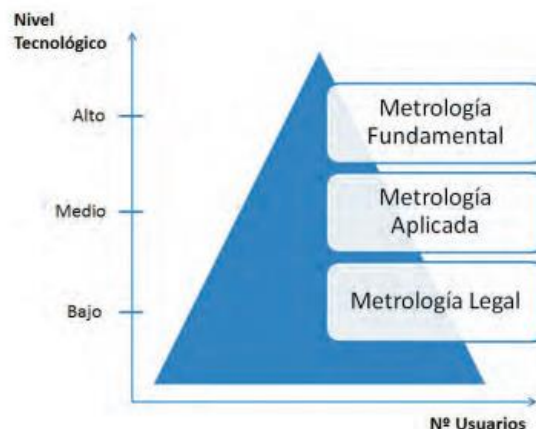 Nivel
Tecnológico
Alto
Metrología
Fundamental
Medio
Metrología
Aplicada
Bajo
Metrología Legal
Nº Usuarios